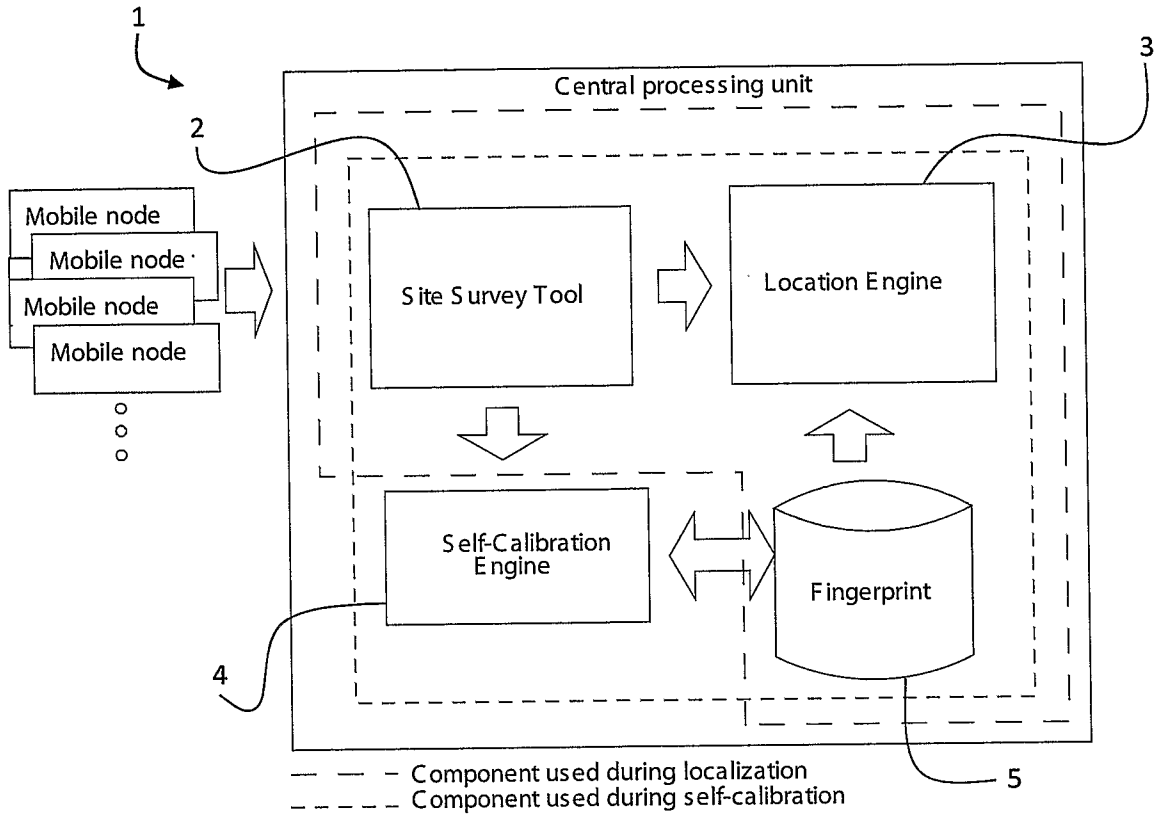 1
Central processing unit
3
2
Mobile node
Mobile node
Mobile node
Mobile node
Site Survey Tool
Location Engine
Self-Calibration
Engine
Fingerprint
4
5
Component used during localization
Component used during self-calibration